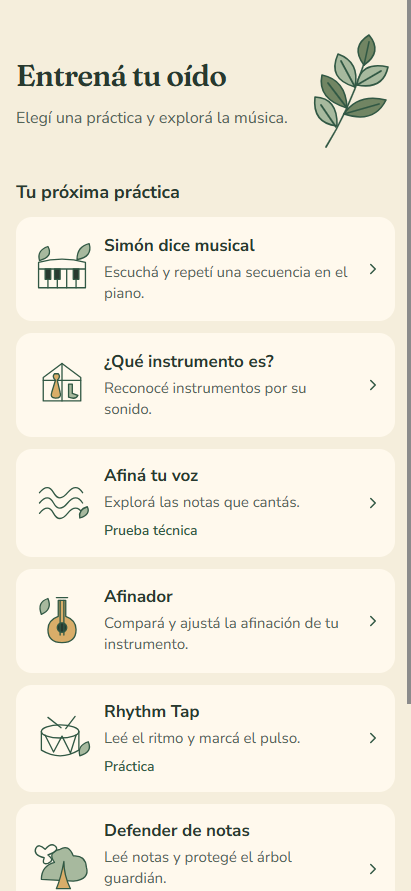 Entrená tu oído
Elegí una práctica y explorá la música.
Tu próxima práctica
Simón dice musical
Escuchá y repetí una secuencia en el
piano.
¿Qué instrumento es?
Reconocé instrumentos por su
sonido.
Afiná tu voz
Explorá las notas que cantás.
Prueba técnica
Afinador
Compará y ajustá la afinación de tu
instrumento.
Rhythm Tap
Leé el ritmo y marcá el pulso.
Práctica
Defender de notas
Leé notas y protegé el árbol
guardián.